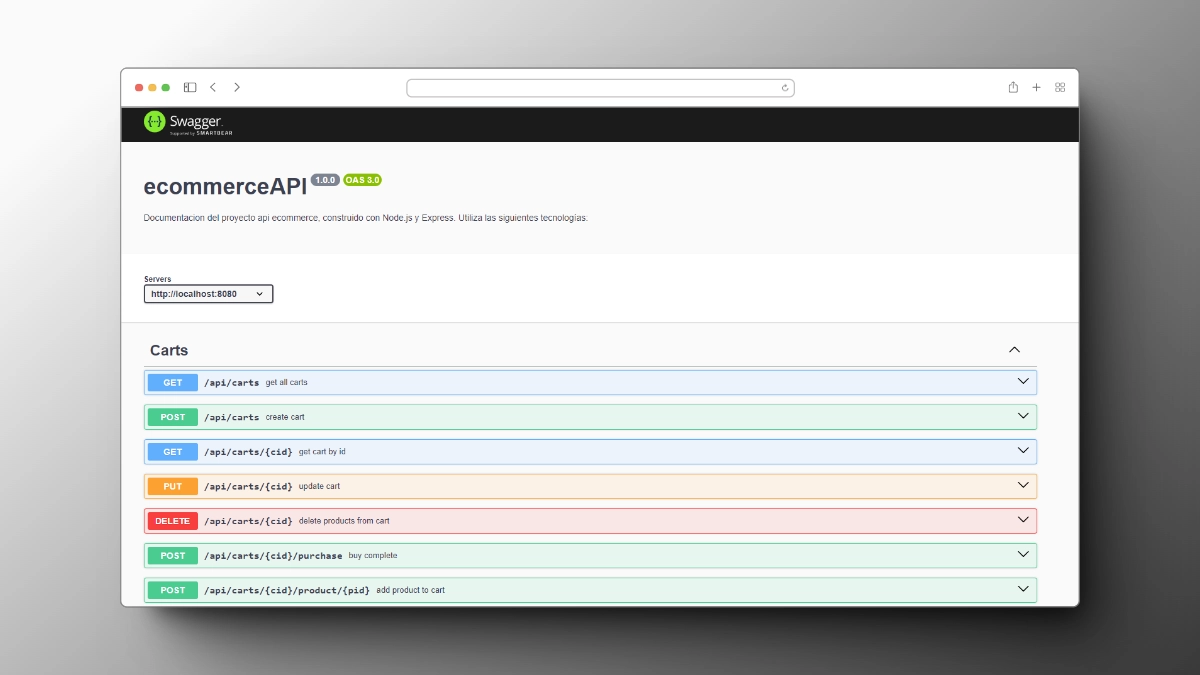 Swagger.
Supported by SMARTBEAR
ecommerceAPI 1.0.0 OAS 3.0
Documentacion del proyecto api ecommerce, construido con Node.js y Express. Utiliza las siguientes tecnologías:
Servers
http://localhost:8080
Carts
GET /api/carts get all carts
POST /api/carts create cart
GET /api/carts/{cid} get cart by id
PUT /api/carts/{cid} update cart
DELETE /api/carts/{cid} delete products from cart
POST /api/carts/{cid}/purchase buy complete
POST /api/carts/{cid}/product/{pid} add product to cart